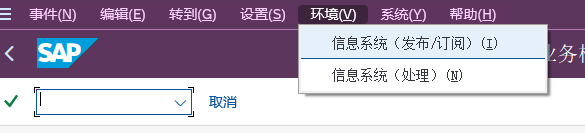 事件(N) 编辑(E) 转到(G) 设置(S) 环境(V) 系统(Y) 帮助(H)
信息系统（发布/订阅）(I)
SAP
信息系统（处理）(N)
取消